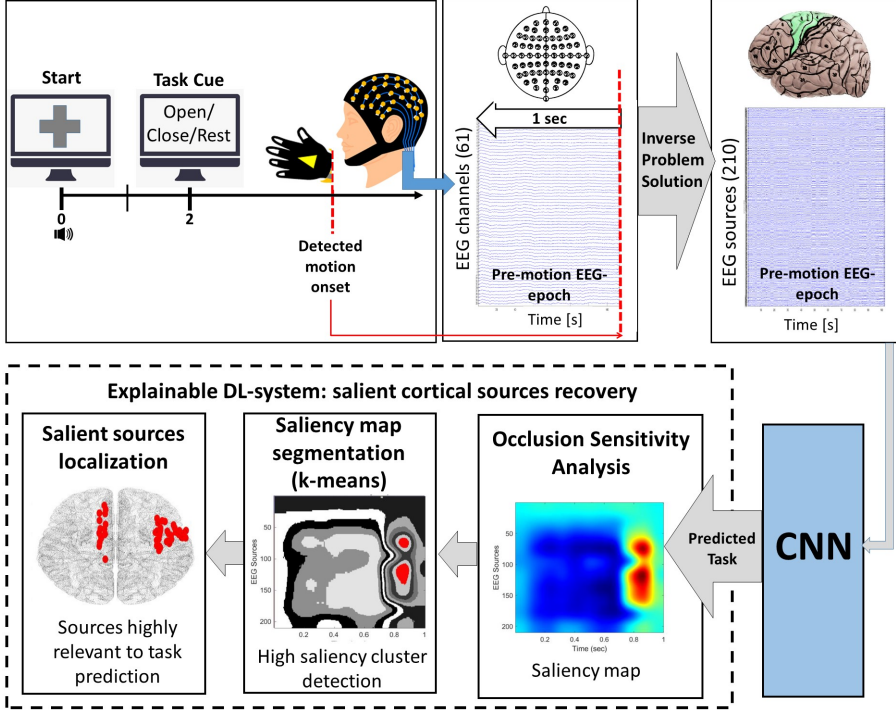 Start
Task Cue
Open/
Close/Rest
0
2
Detected
motion
onset
EEG channels (61)
1 sec
Pre-motion EEG-
epoch
Time [s]
Inverse
Problem
Solution
EEG sources (210)
Pre-motion EEG-
epoch
Time [s]
Explainable DL-system: salient cortical sources recovery
Salient sources
localization
Sources highly
relevant to task
prediction
Saliency map
segmentation
(k-means)
50
100
150
200
0.2 0.4 0.6 0.8 1
High saliency cluster
detection
Occlusion Sensitivity
Analysis
EEG Sources
50
100
150
200
0.2 0.4 0.6 0.8 1
Time (sec)
Saliency map
Predicted
Task
CNN